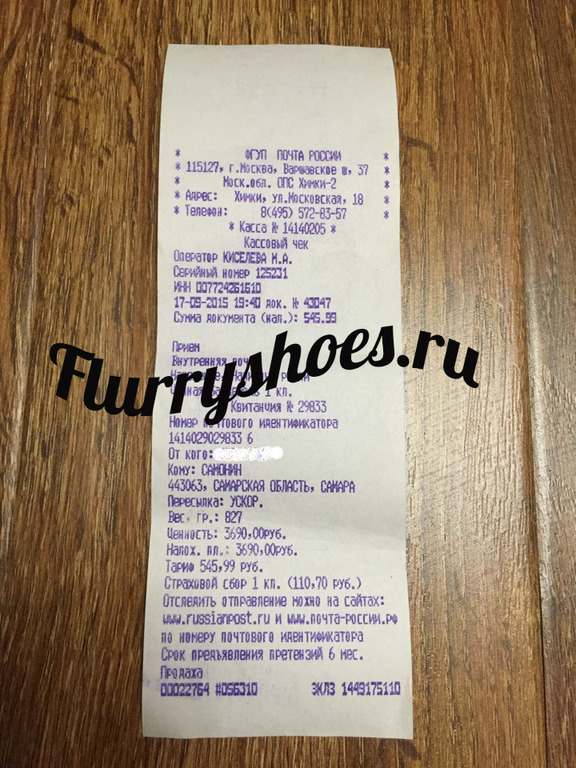 * ФГУП ПОЧТА РОССИИ *
* 115127, г.Москва, Варшавское ш, 37 *
* Моск.обл. ОПС Химки-2 *
* Адрес: Химки, ул.Московская, 18 *
* Телефон: 8(495) 572-83-57 *
* Касса № 14140205 *
Кассовый чек
Оператор КИСЕЛЕВА М.А.
Серийный номер 125231
ИНН 007724261610
17-09-2015 19:40 док. № 43047
Сумма документа (нал.): 545.99
Прием
Внутренняя
Flurryshoes.ru
1 кл.
Квитанция № 29833
Номер почтового идентификатора
1414029029833 6
От кого:
Кому: САМОНИН
443063, САМАРСКАЯ ОБЛАСТЬ, САМАРА
Пересылка: УСКОР.
Вес, гр.: 827
Ценность: 3690,00руб.
Налож. пл.: 3690,00руб.
Тариф 545,99 руб.
Страховой сбор 1 кл. (110,70 руб.)
Отследить отправление можно на сайтах:
www.russianpost.ru и www.почта-россии.рф
по номеру почтового идентификатора
Срок предъявления претензий 6 мес.
Продажа
00022764 #056310 ЭКЛЗ 1449175110